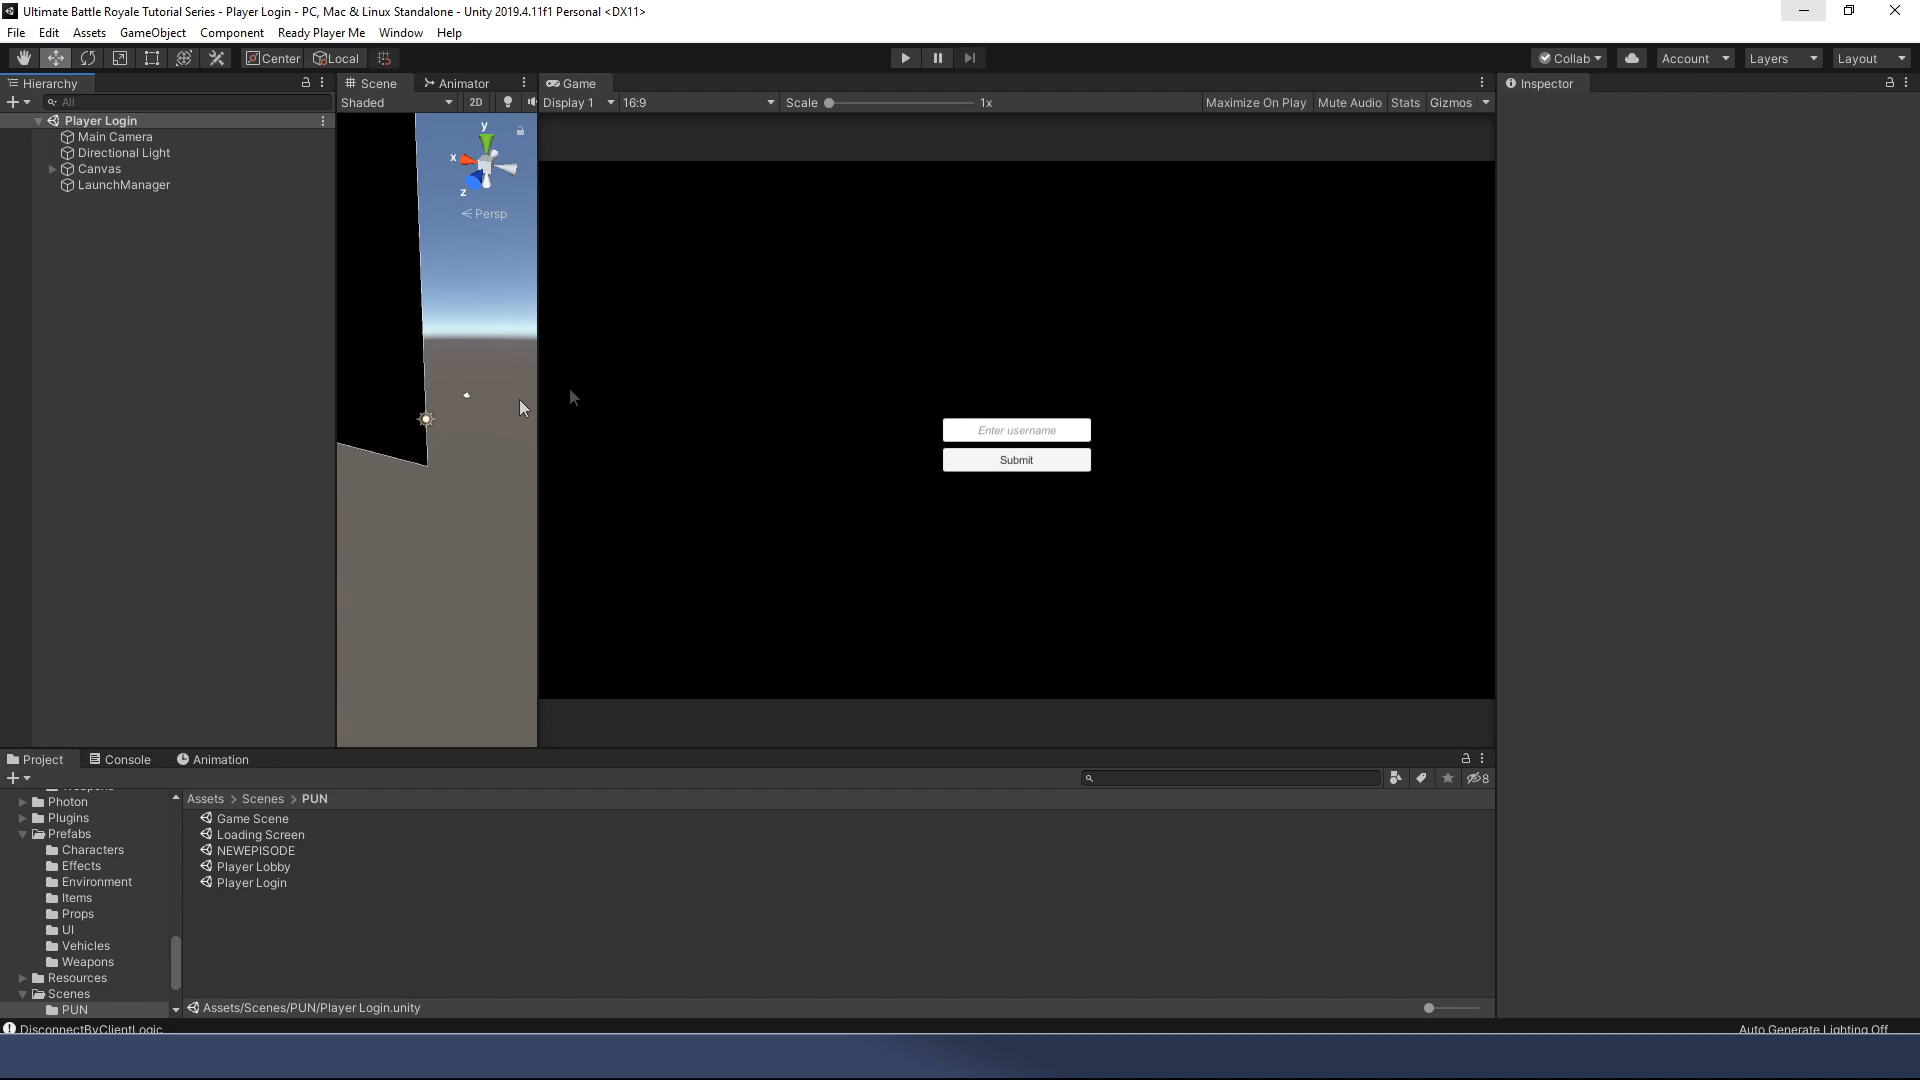 Ultimate Battle Royale Tutorial Series - Player Login - PC, Mac & Linux Standalone - Unity 2019.4.11f1 Personal <DX11>
File Edit Assets GameObject Component Ready Player Me Window Help
Center Local Collab Account Layers Layout
Hierarchy Scene Animator Game Inspector
All Shaded 2D Display 1 16:9 Scale 1x Maximize On Play Mute Audio Stats Gizmos
Player Login
Main Camera
Directional Light
Canvas
LaunchManager
y
x
z
Persp
Enter username
Submit
Project Console Animation
8
Assets > Scenes > PUN
Weapons
Photon
Plugins
Prefabs
Characters
Effects
Environment
Items
Props
UI
Vehicles
Weapons
Resources
Scenes
PUN
Game Scene
Loading Screen
NEWEPISODE
Player Lobby
Player Login
Assets/Scenes/PUN/Player Login.unity
DisconnectByClientLogic
Auto Generate Lighting Off